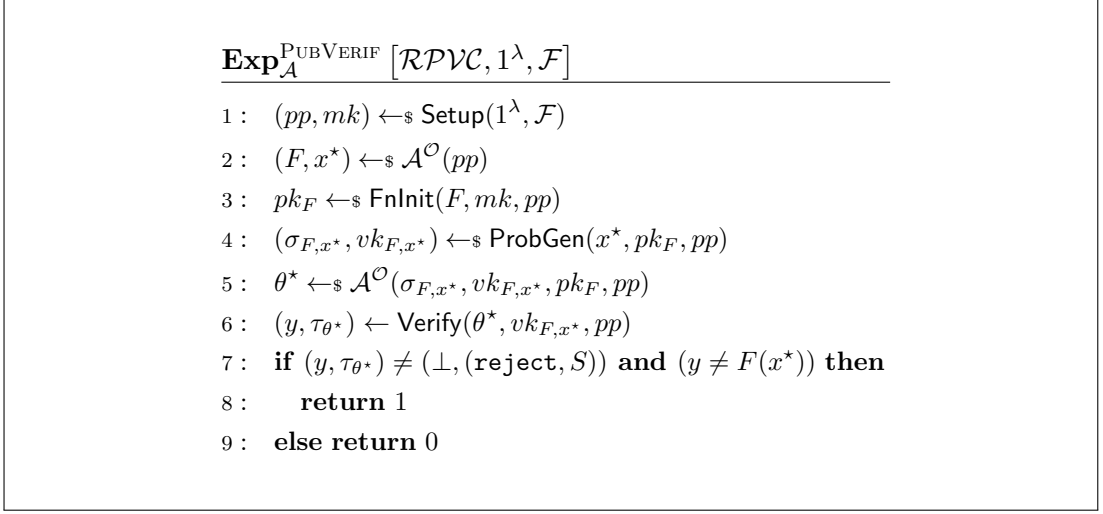 Exp_𝒜^PubVerif [ℛ𝒫𝒱𝒞, 1^λ, ℱ]
1 : (pp, mk) ←$ Setup(1^λ, ℱ)
2 : (F, x^⋆) ←$ 𝒜^𝒪(pp)
3 : pk_F ←$ FnInit(F, mk, pp)
4 : (σ_{F,x^⋆}, vk_{F,x^⋆}) ←$ ProbGen(x^⋆, pk_F, pp)
5 : θ^⋆ ←$ 𝒜^𝒪(σ_{F,x^⋆}, vk_{F,x^⋆}, pk_F, pp)
6 : (y, τ_{θ^⋆}) ← Verify(θ^⋆, vk_{F,x^⋆}, pp)
7 : if (y, τ_{θ^⋆}) ≠ (⊥, (reject, S)) and (y ≠ F(x^⋆)) then
8 : return 1
9 : else return 0